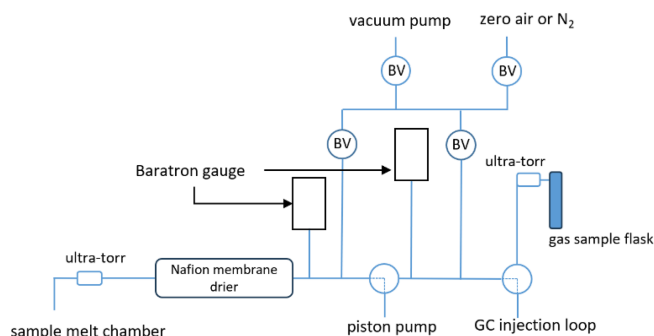 vacuum pump
zero air or N₂
BV
BV
BV
BV
Baratron gauge
ultra-torr
gas sample flask
ultra-torr
Nafion membrane
drier
sample melt chamber
piston pump
GC injection loop